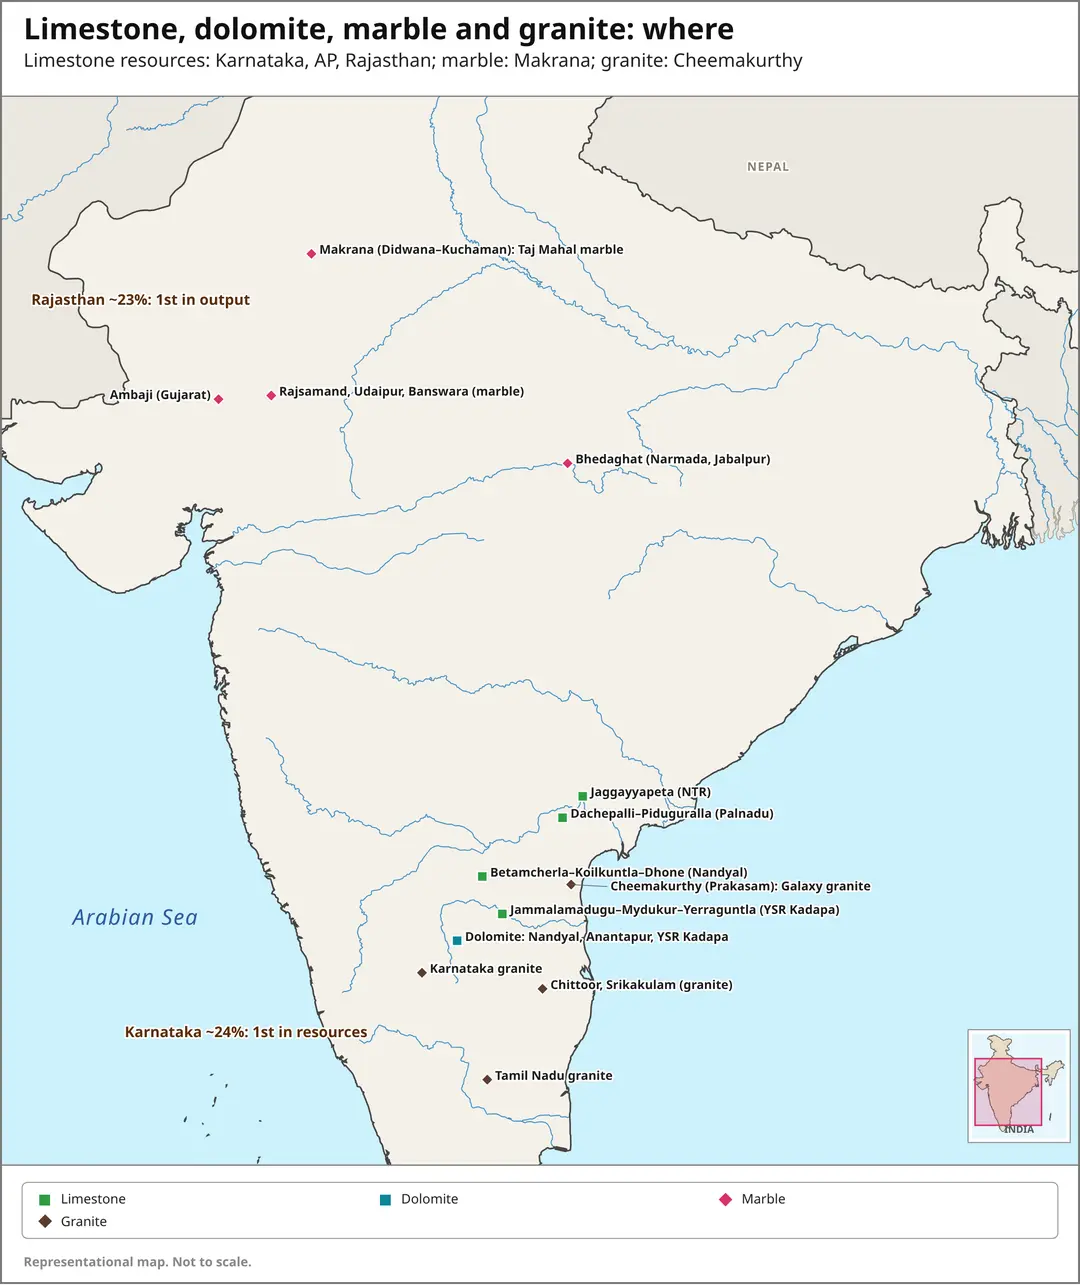 Limestone, dolomite, marble and granite: where
Limestone resources: Karnataka, AP, Rajasthan; marble: Makrana; granite: Cheemakurthy
NEPAL
Makrana (Didwana–Kuchaman): Taj Mahal marble
Rajasthan ~23%: 1st in output
Ambaji (Gujarat)
Rajsamand, Udaipur, Banswara (marble)
Bhedaghat (Narmada, Jabalpur)
Jaggayyapeta (NTR)
Dachepalli–Piduguralla (Palnadu)
Betamcherla–Koilkuntla–Dhone (Nandyal)
Cheemakurthy (Prakasam): Galaxy granite
Jammalamadugu–Mydukur–Yerraguntla (YSR Kadapa)
Arabian Sea
Dolomite: Nandyal, Anantapur, YSR Kadapa
Karnataka granite
Chittoor, Srikakulam (granite)
Karnataka ~24%: 1st in resources
Tamil Nadu granite
INDIA
Limestone
Dolomite
Marble
Granite
Representational map. Not to scale.